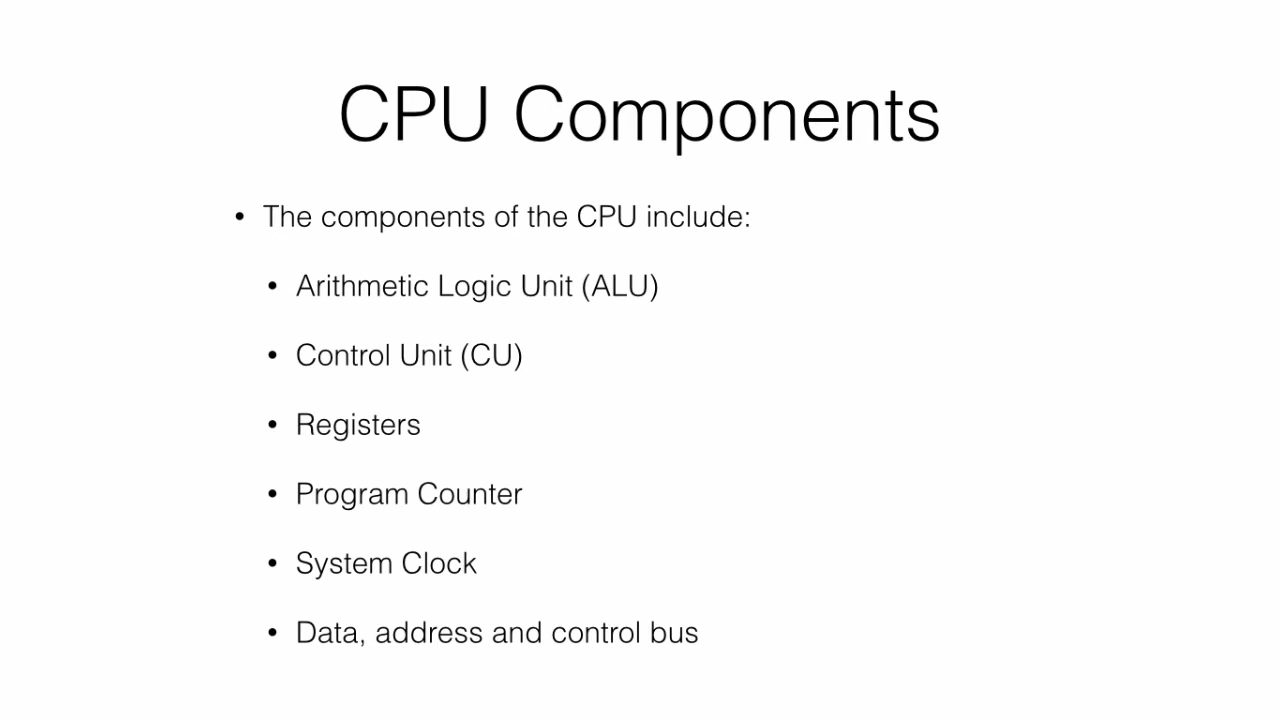 CPU Components
• The components of the CPU include:
• Arithmetic Logic Unit (ALU)
• Control Unit (CU)
• Registers
• Program Counter
• System Clock
• Data, address and control bus